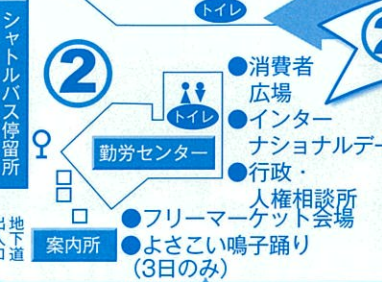 トイレ
②
シャトルバス停留所
●消費者
広場
トイレ
●インター
ナショナルデー
勤労センター
●行政・
人権相談所
●フリーマーケット会場
地下道
出入口
案内所
●よさこい鳴子踊り
(3日のみ)